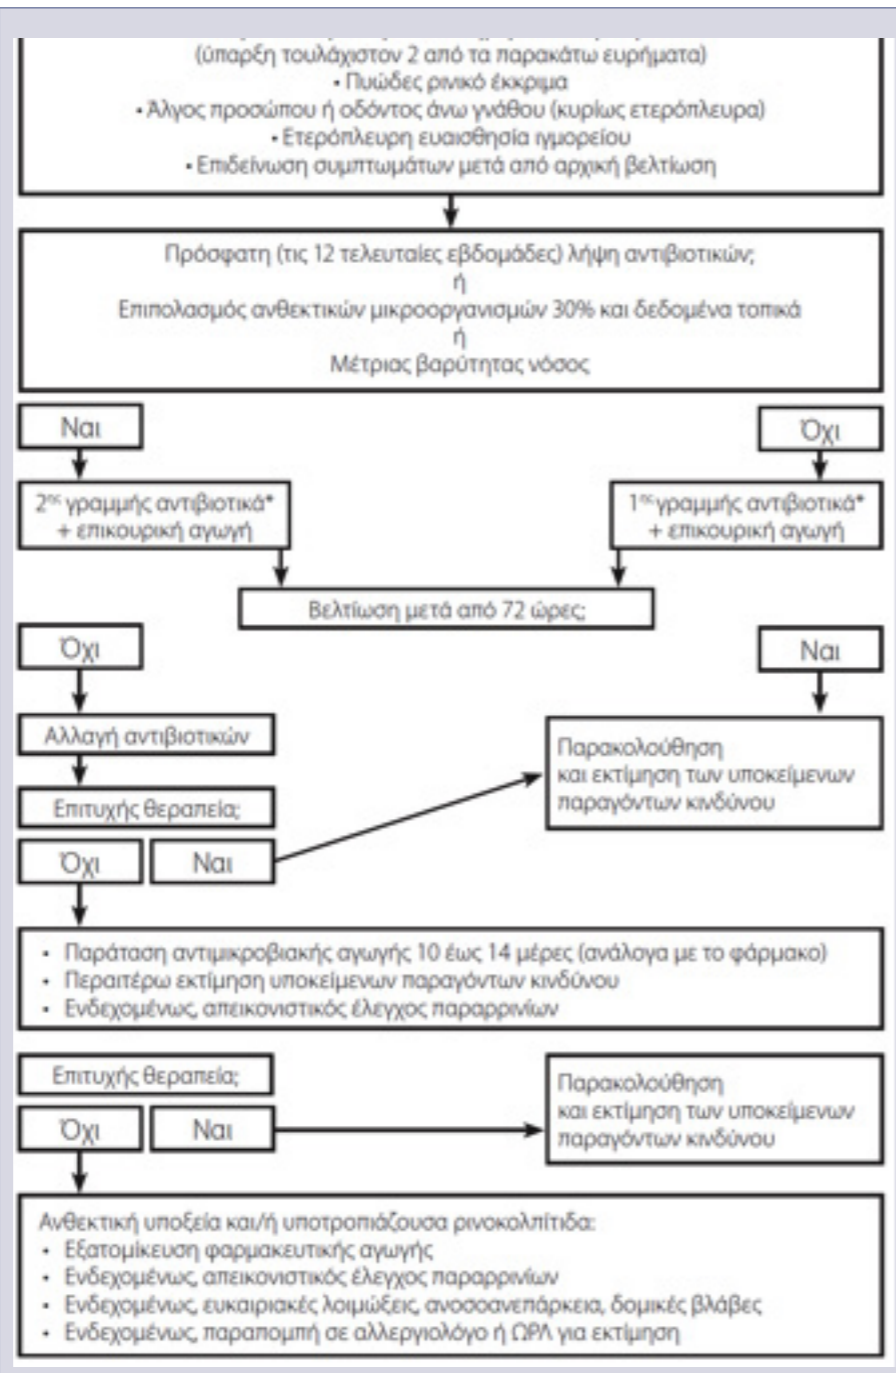 (ύπαρξη τουλάχιστον 2 από τα παρακάτω ευρήματα)
• Πυώδες ρινικό έκκριμα
• Άλγος προσώπου ή οδόντος άνω γνάθου (κυρίως ετερόπλευρα)
• Ετερόπλευρη ευαισθησία ιγμορείου
• Επιδείνωση συμπτωμάτων μετά από αρχική βελτίωση
Πρόσφατη (τις 12 τελευταίες εβδομάδες) λήψη αντιβιοτικών;
ή
Επιπολασμός ανθεκτικών μικροοργανισμών 30% και δεδομένα τοπικά
ή
Μέτριας βαρύτητας νόσος
Ναι
Όχι
2ης γραμμής αντιβιοτικά*
+ επικουρική αγωγή
1ης γραμμής αντιβιοτικά*
+ επικουρική αγωγή
Βελτίωση μετά από 72 ώρες;
Όχι
Ναι
Αλλαγή αντιβιοτικών
Παρακολούθηση
και εκτίμηση των υποκείμενων
παραγόντων κινδύνου
Επιτυχής θεραπεία;
Όχι
Ναι
• Παράταση αντιμικροβιακής αγωγής 10 έως 14 μέρες (ανάλογα με το φάρμακο)
• Περαιτέρω εκτίμηση υποκείμενων παραγόντων κινδύνου
• Ενδεχομένως, απεικονιστικός έλεγχος παραρρινίων
Επιτυχής θεραπεία;
Όχι
Ναι
Παρακολούθηση
και εκτίμηση των υποκείμενων
παραγόντων κινδύνου
Ανθεκτική υποξεία και/ή υποτροπιάζουσα ρινοκολπίτιδα:
• Εξατομίκευση φαρμακευτικής αγωγής
• Ενδεχομένως, απεικονιστικός έλεγχος παραρρινίων
• Ενδεχομένως, ευκαιριακές λοιμώξεις, ανοσοανεπάρκεια, δομικές βλάβες
• Ενδεχομένως, παραπομπή σε αλλεργιολόγο ή ΩΡΛ για εκτίμηση